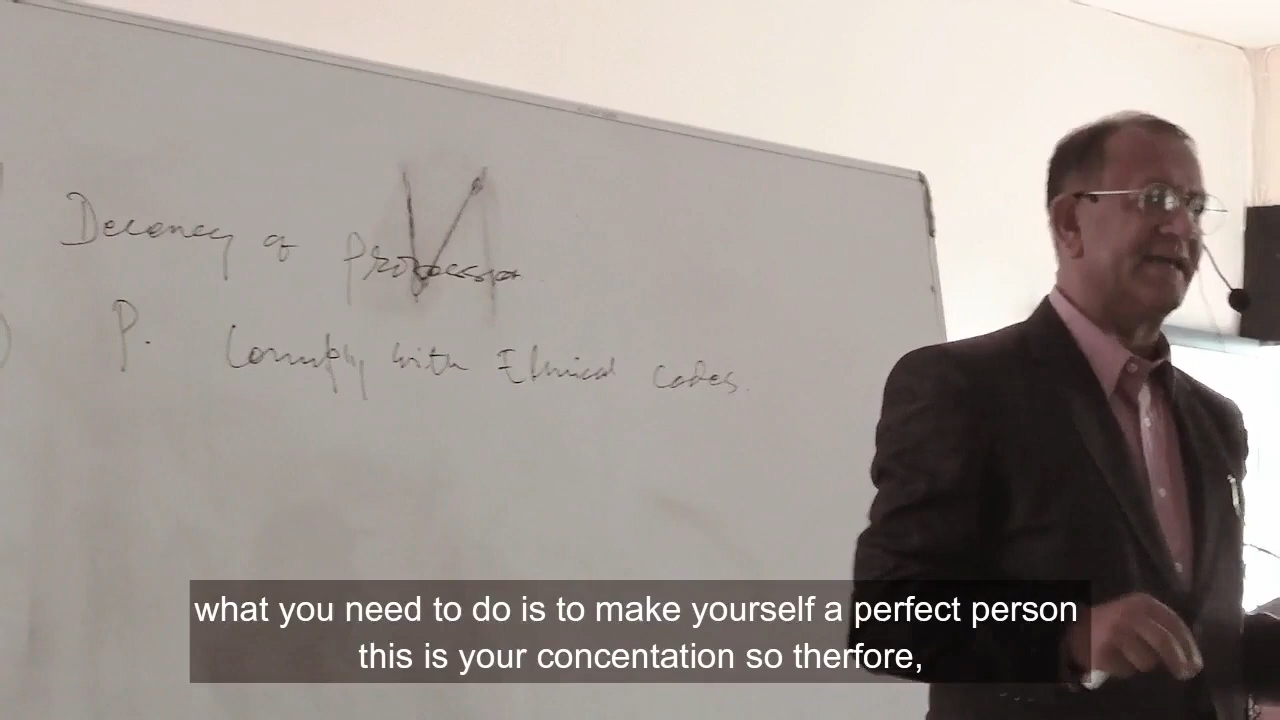 Decency of Profession
P. Comply with Ethical codes.
what you need to do is to make yourself a perfect person
this is your concentation so therfore,